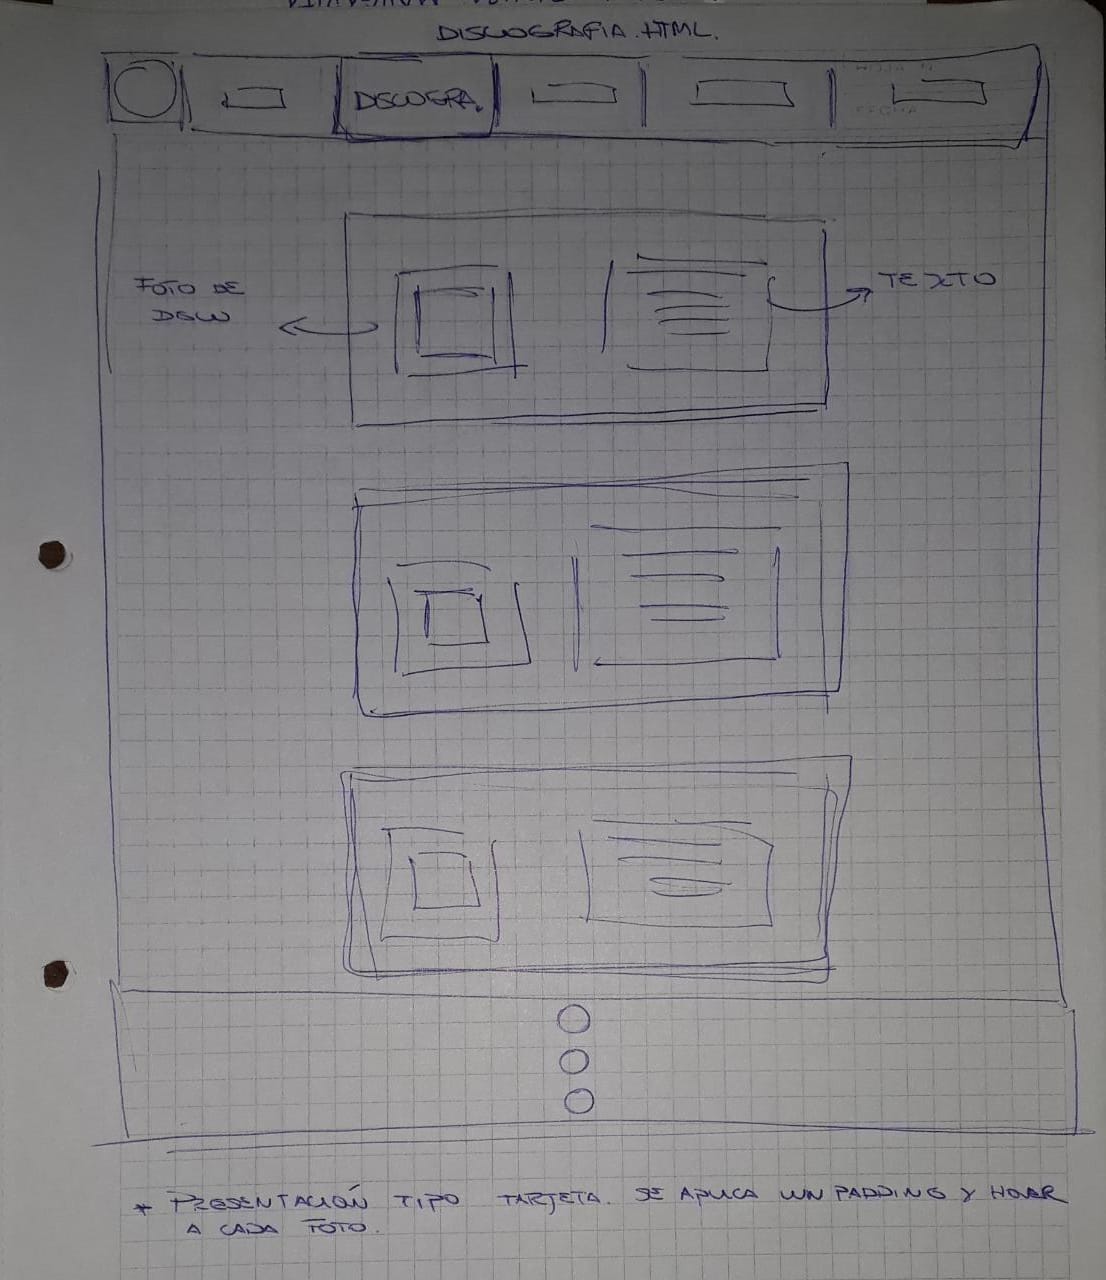 DISCOGRAFIA.HTML.
DISCOGRA.
FOTO DE
DISCO
TEXTO
* PRESENTACIÓN TIPO TARJETA. SE APLICA UN PADDING Y HOVER
A CADA FOTO.